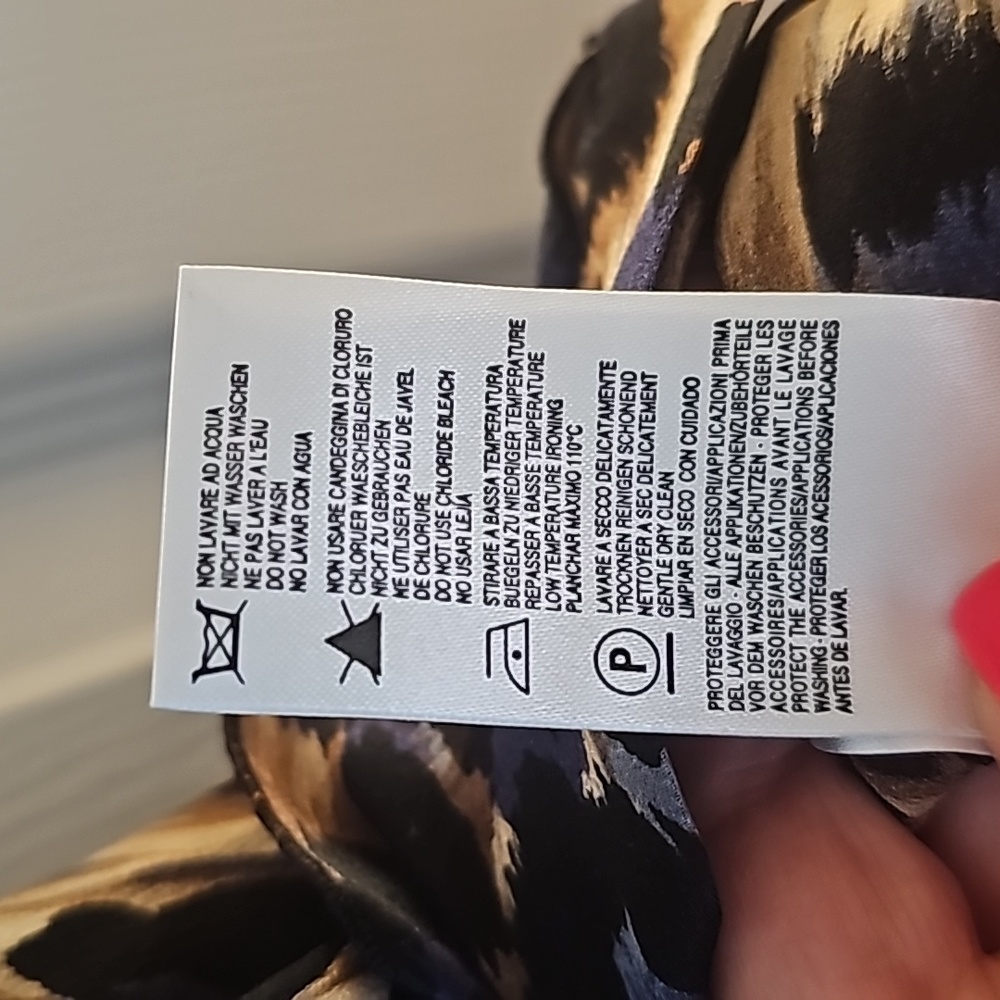 NON LAVARE AD ACQUA
NICHT MIT WASSER WASCHEN
NE PAS LAVER A L'EAU
DO NOT WASH
NO LAVAR CON AGUA
NON USARE CANDEGGINA DI CLORURO
CHLORUER WAESCHEBLEICHE IST
NICHT ZU GEBRAUCHEN
NE UTILISER PAS EAU DE JAVEL
DE CHLORURE
DO NOT USE CHLORIDE BLEACH
NO USAR LEJÍA
STIRARE A BASSA TEMPERATURA
BUEGELN ZU NIEDRIGER TEMPERATURE
REPASSER À BASSE TEMPERATURE
LOW TEMPERATURE IRONING
PLANCHAR MAXIMO 110°C
P
LAVARE A SECCO DELICATAMENTE
TROCKNEN REINIGEN SCHONEND
NETTOYER A SEC DELICATEMENT
GENTLE DRY CLEAN
LIMPIAR EN SECO CON CUIDADO
PROTEGGERE GLI ACCESSORI/APPLICAZIONI PRIMA
DEL LAVAGGIO - ALLE APPLIKATIONEN/ZUBEHÖRTEILE
VOR DEM WASCHEN BESCHUTZEN - PROTEGER LES
ACCESSOIRES/APPLICATIONS AVANT LE LAVAGE
PROTECT THE ACCESSORIES/APPLICATIONS BEFORE
WASHING - PROTEGER LOS ACCESSORIOS/APLICACIONES
ANTES DE LAVAR.